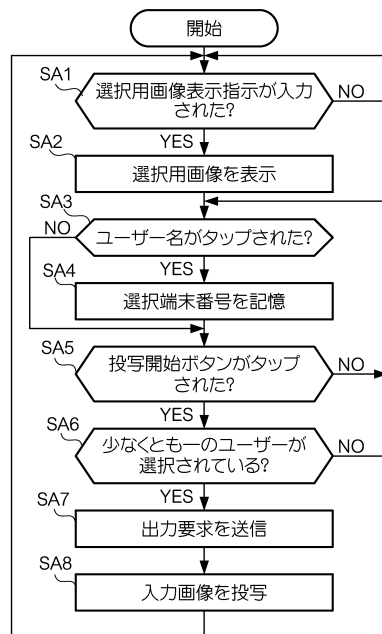 開始
SA1
選択用画像表示指示が入力
された?
NO
YES
SA2
選択用画像を表示
SA3
NO
ユーザー名がタップされた?
YES
SA4
選択端末番号を記憶
SA5
投写開始ボタンがタップ
された?
NO
YES
SA6
少なくとも一のユーザーが
選択されている?
NO
YES
SA7
出力要求を送信
SA8
入力画像を投写